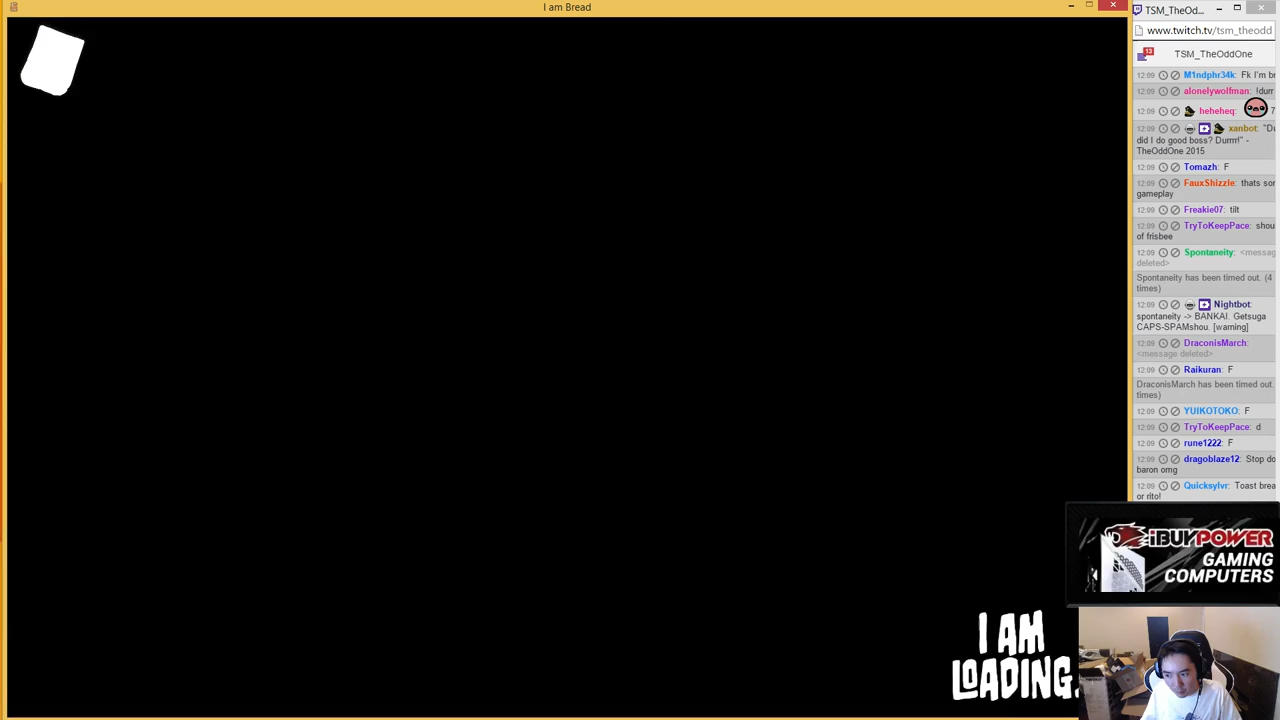 I am Bread
TSM_TheOd...
www.twitch.tv/tsm_theodd
13
TSM_TheOddOne
12:09 M1ndphr34k: Fk I'm br
12:09 alonelywolfman: !durr
12:09 heheheq: 7
12:09 xanbot: "Du
did I do good boss? Durrr!" -
TheOddOne 2015
12:09 Tomazh: F
12:09 FauxShizzle: thats som
gameplay
12:09 Freakie07: tilt
12:09 TryToKeepPace: shou
of frisbee
12:09 Spontaneity: <messag
deleted>
Spontaneity has been timed out. (4
times)
12:09 Nightbot:
spontaneity -> BANKAI. Getsuga
CAPS-SPAMshou. [warning]
12:09 DraconisMarch:
<message deleted>
12:09 Raikuran: F
DraconisMarch has been timed out.
times)
12:09 YUIKOTOKO: F
12:09 TryToKeepPace: d
12:09 rune1222: F
12:09 dragoblaze12: Stop do
baron omg
12:09 Quicksylvr: Toast brea
or rito!
iBUYPOWER
GAMING
COMPUTERS
I AM
LOADING.